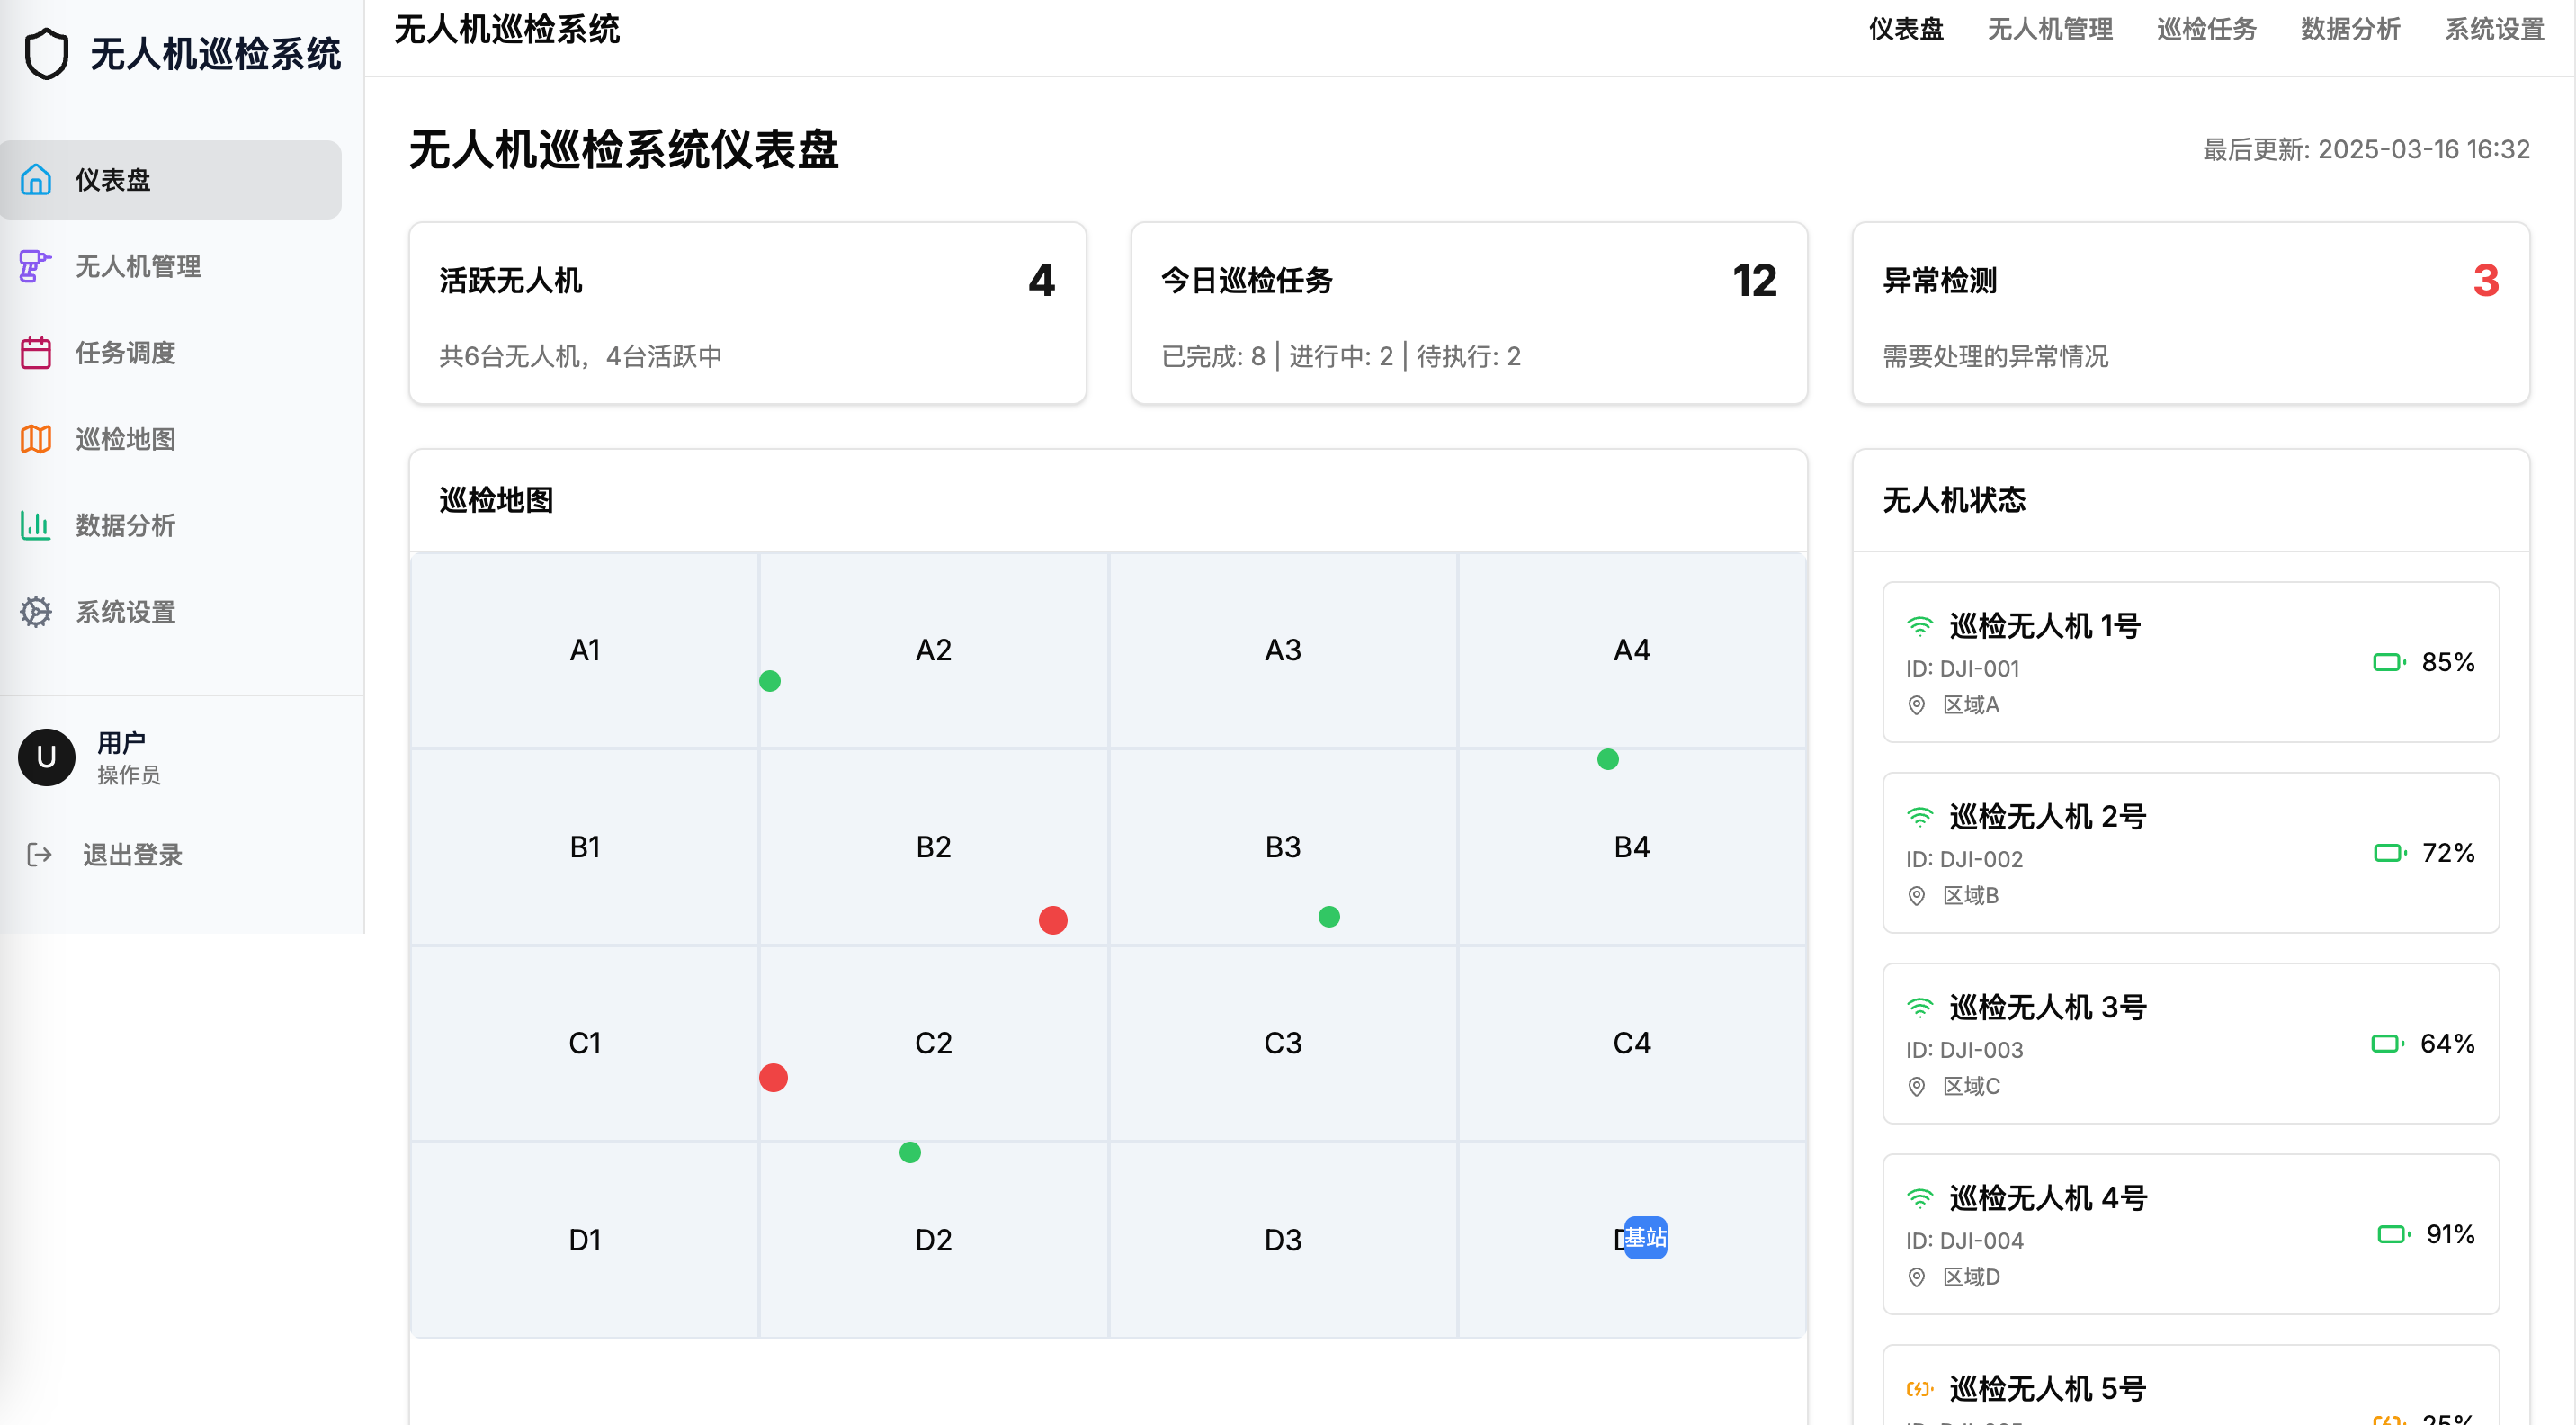 无人机巡检系统
仪表盘
无人机管理
任务调度
巡检地图
数据分析
系统设置
U
用户
操作员
退出登录
无人机巡检系统
仪表盘 无人机管理 巡检任务 数据分析 系统设置
无人机巡检系统仪表盘
最后更新: 2025-03-16 16:32
活跃无人机 4
共6台无人机，4台活跃中
今日巡检任务 12
已完成: 8 | 进行中: 2 | 待执行: 2
异常检测 3
需要处理的异常情况
巡检地图
A1 A2 A3 A4
B1 B2 B3 B4
C1 C2 C3 C4
D1 D2 D3
基站
无人机状态
巡检无人机 1号
ID: DJI-001
区域A
85%
巡检无人机 2号
ID: DJI-002
区域B
72%
巡检无人机 3号
ID: DJI-003
区域C
64%
巡检无人机 4号
ID: DJI-004
区域D
91%
巡检无人机 5号
25%